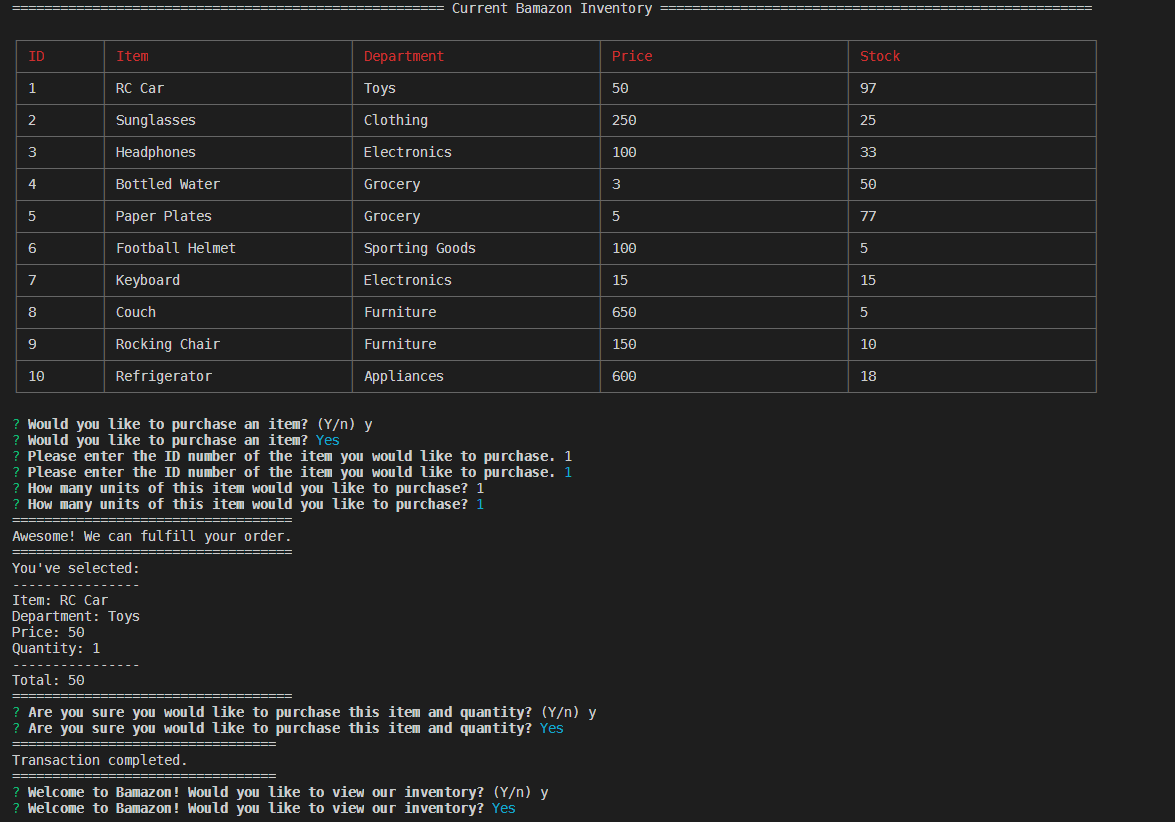 ====================================================== Current Bamazon Inventory ======================================================
ID Item Department Price Stock
1 RC Car Toys 50 97
2 Sunglasses Clothing 250 25
3 Headphones Electronics 100 33
4 Bottled Water Grocery 3 50
5 Paper Plates Grocery 5 77
6 Football Helmet Sporting Goods 100 5
7 Keyboard Electronics 15 15
8 Couch Furniture 650 5
9 Rocking Chair Furniture 150 10
10 Refrigerator Appliances 600 18
? Would you like to purchase an item? (Y/n) y
? Would you like to purchase an item? Yes
? Please enter the ID number of the item you would like to purchase. 1
? Please enter the ID number of the item you would like to purchase. 1
? How many units of this item would you like to purchase? 1
? How many units of this item would you like to purchase? 1
===================================
Awesome! We can fulfill your order.
===================================
You've selected:
----------------
Item: RC Car
Department: Toys
Price: 50
Quantity: 1
----------------
Total: 50
===================================
? Are you sure you would like to purchase this item and quantity? (Y/n) y
? Are you sure you would like to purchase this item and quantity? Yes
=================================
Transaction completed.
=================================
? Welcome to Bamazon! Would you like to view our inventory? (Y/n) y
? Welcome to Bamazon! Would you like to view our inventory? Yes